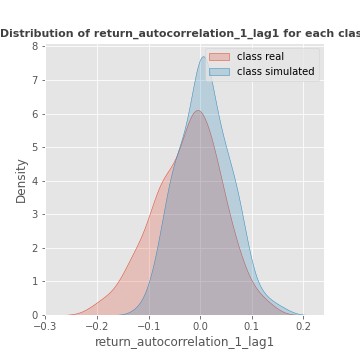 Distribution of return_autocorrelation_1_lag1 for each clas
8
7
6
5
4
3
2
1
0
Density
class real
class simulated
−0.3 −0.2 −0.1 0.0 0.1 0.2
return_autocorrelation_1_lag1